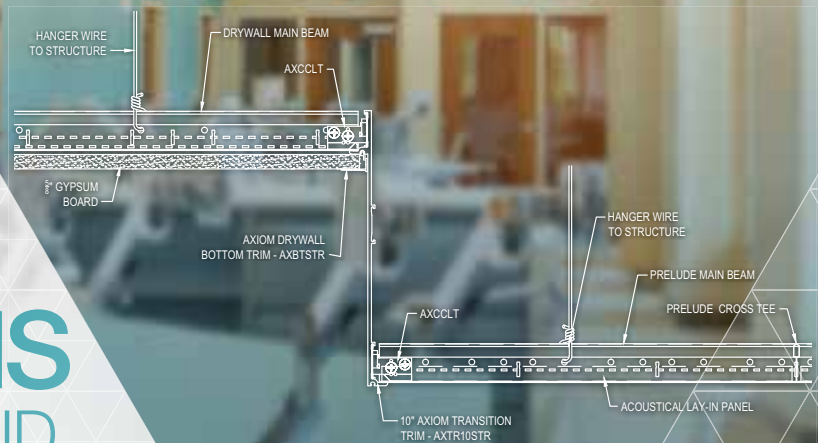 HANGER WIRE
TO STRUCTURE
DRYWALL MAIN BEAM
AXCCLT
GYPSUM
BOARD
AXIOM DRYWALL
BOTTOM TRIM - AXBTSTR
HANGER WIRE
TO STRUCTURE
PRELUDE MAIN BEAM
PRELUDE CROSS TEE
AXCCLT
ACOUSTICAL LAY-IN PANEL
10" AXIOM TRANSITION
TRIM - AXTR10STR